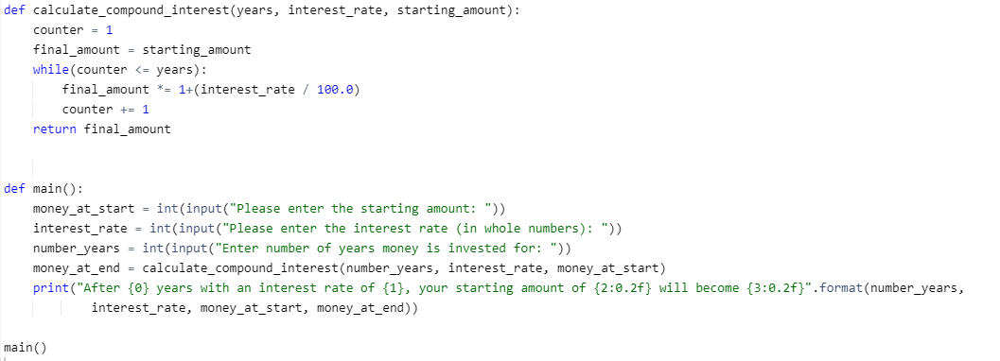 def calculate_compound_interest(years, interest_rate, starting_amount):
    counter = 1
    final_amount = starting_amount
    while(counter <= years):
        final_amount *= 1+(interest_rate / 100.0)
        counter += 1
    return final_amount
def main():
    money_at_start = int(input("Please enter the starting amount: "))
    interest_rate = int(input("Please enter the interest rate (in whole numbers): "))
    number_years = int(input("Enter number of years money is invested for: "))
    money_at_end = calculate_compound_interest(number_years, interest_rate, money_at_start)
    print("After {0} years with an interest rate of {1}, your starting amount of {2:0.2f} will become {3:0.2f}".format(number_years,
            interest_rate, money_at_start, money_at_end))
main()